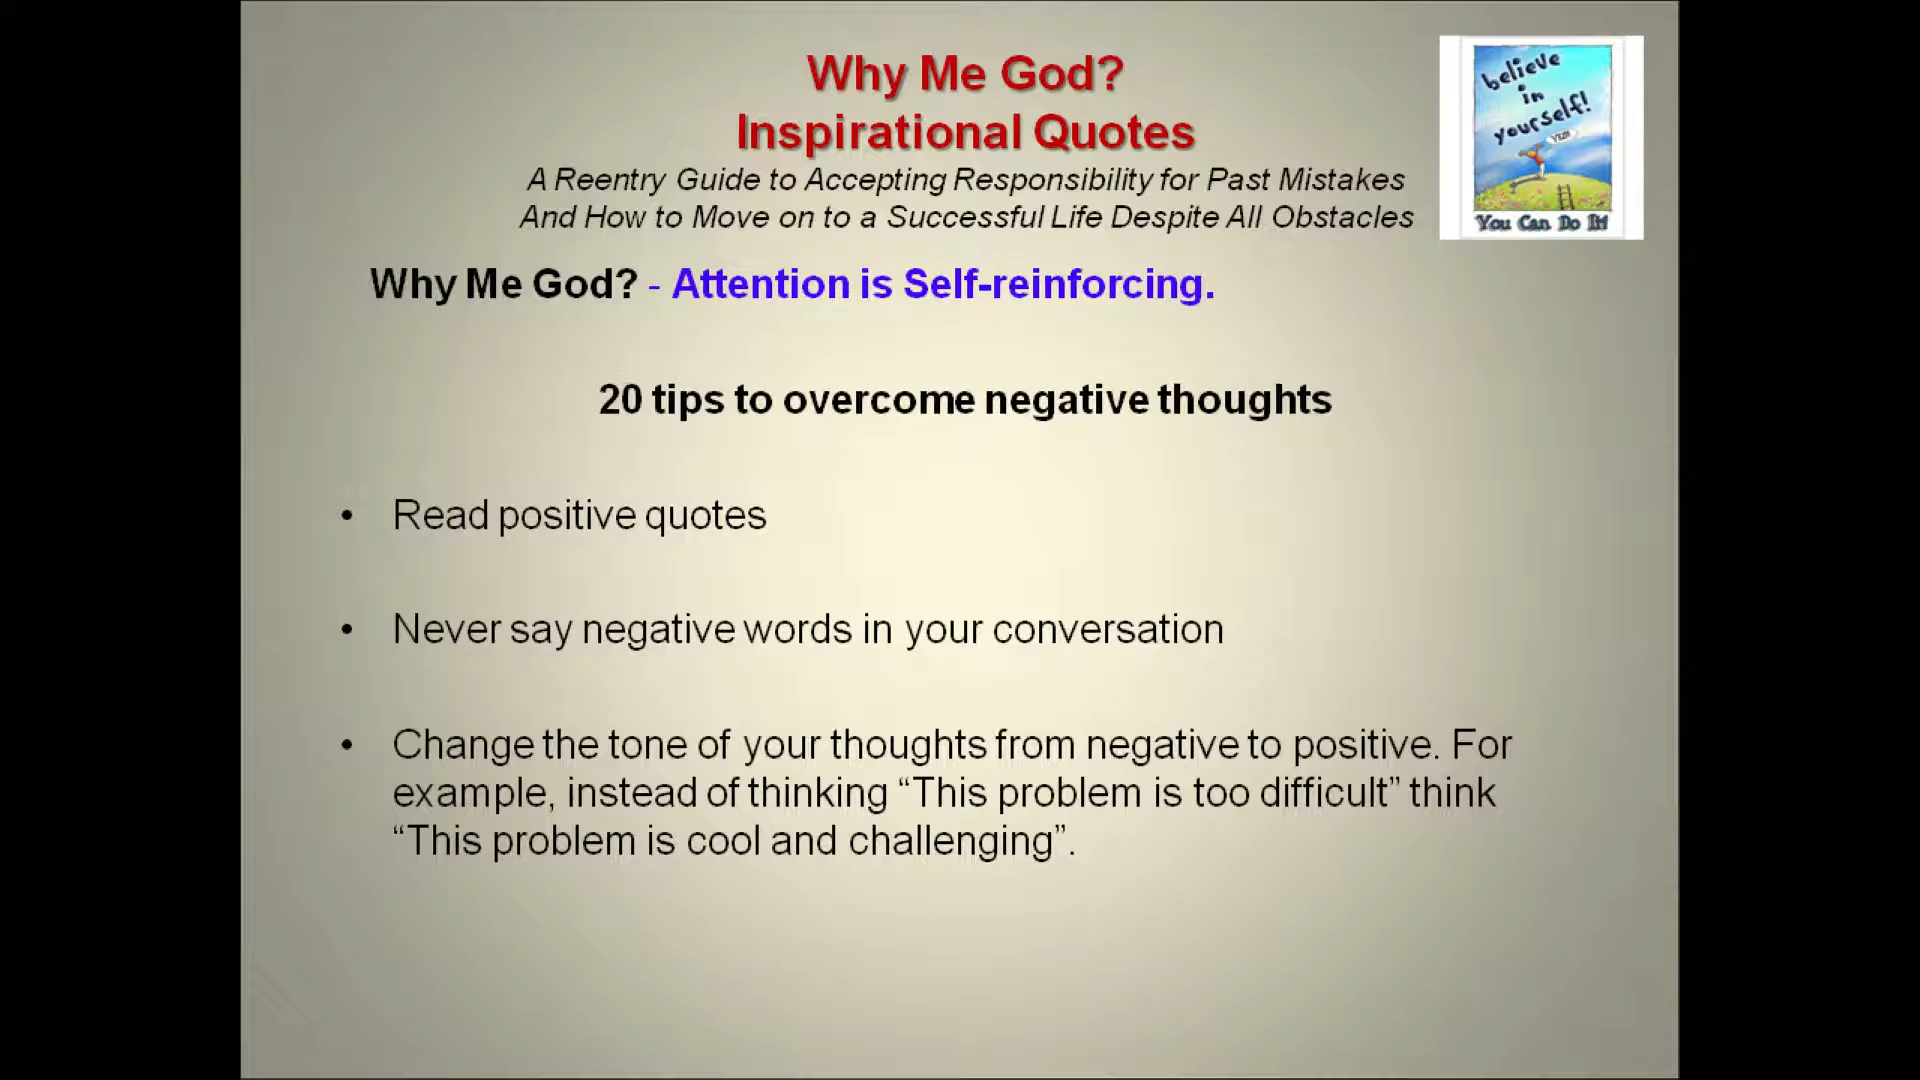 Why Me God?
Inspirational Quotes
A Reentry Guide to Accepting Responsibility for Past Mistakes
And How to Move on to a Successful Life Despite All Obstacles
believe
in
yourself!
You Can Do It!
Why Me God? - Attention is Self-reinforcing.
20 tips to overcome negative thoughts
• Read positive quotes
• Never say negative words in your conversation
• Change the tone of your thoughts from negative to positive. For
example, instead of thinking “This problem is too difficult” think
“This problem is cool and challenging”.